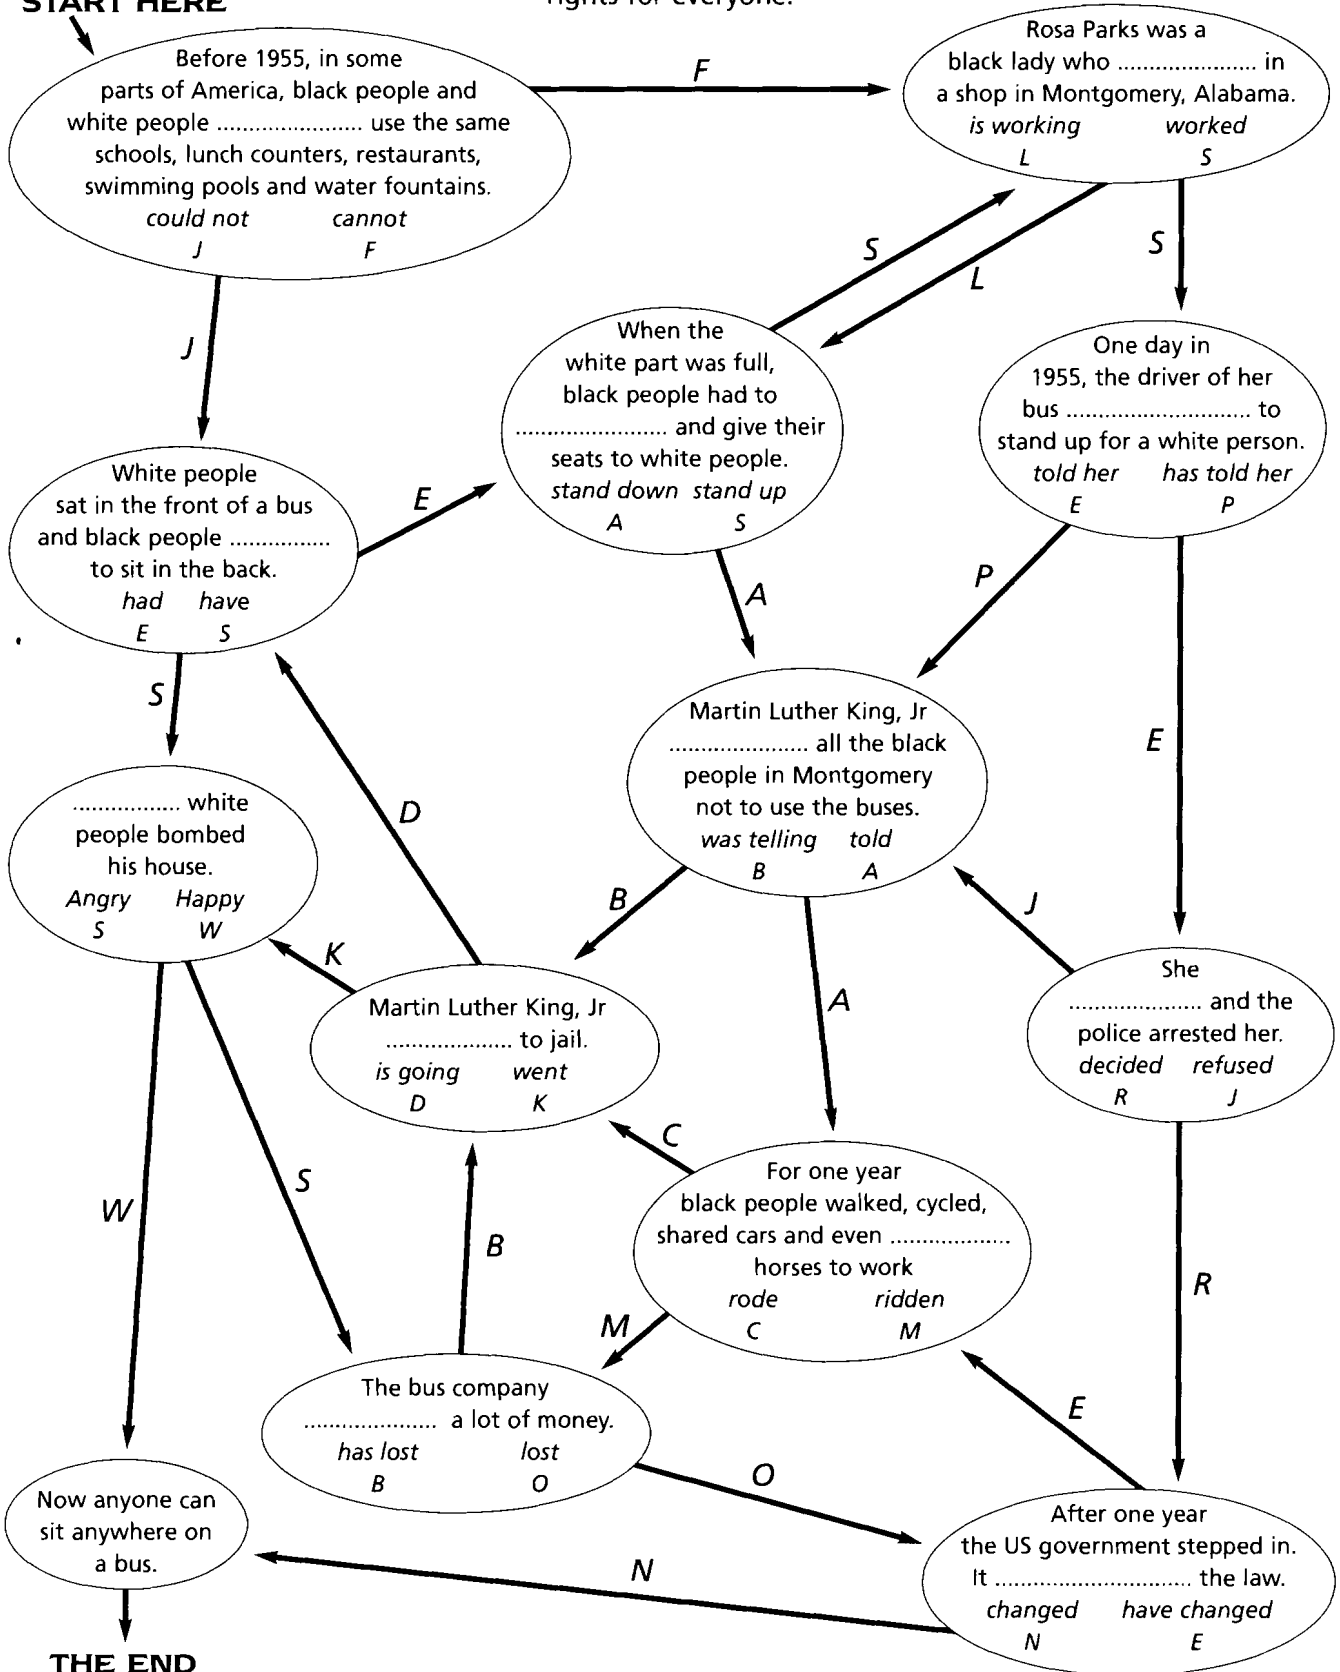 START HERE
rights for everyone.
Before 1955, in some
parts of America, black people and
white people ...................... use the same
schools, lunch counters, restaurants,
swimming pools and water fountains.
could not cannot
J F
F
Rosa Parks was a
black lady who ..................... in
a shop in Montgomery, Alabama.
is working worked
L S
S
L
S
J
When the
white part was full,
black people had to
....................... and give their
seats to white people.
stand down stand up
A S
One day in
1955, the driver of her
bus ............................ to
stand up for a white person.
told her has told her
E P
White people
sat in the front of a bus
and black people ...............
to sit in the back.
had have
E S
E
A
P
E
S
D
Martin Luther King, Jr
..................... all the black
people in Montgomery
not to use the buses.
was telling told
B A
................ white
people bombed
his house.
Angry Happy
S W
B
J
K
A
Martin Luther King, Jr
................... to jail.
is going went
D K
She
.................... and the
police arrested her.
decided refused
R J
W
S
B
C
For one year
black people walked, cycled,
shared cars and even ..................
horses to work
rode ridden
C M
R
M
E
The bus company
.................... a lot of money.
has lost lost
B O
O
Now anyone can
sit anywhere on
a bus.
N
After one year
the US government stepped in.
It .............................. the law.
changed have changed
N E
THE END